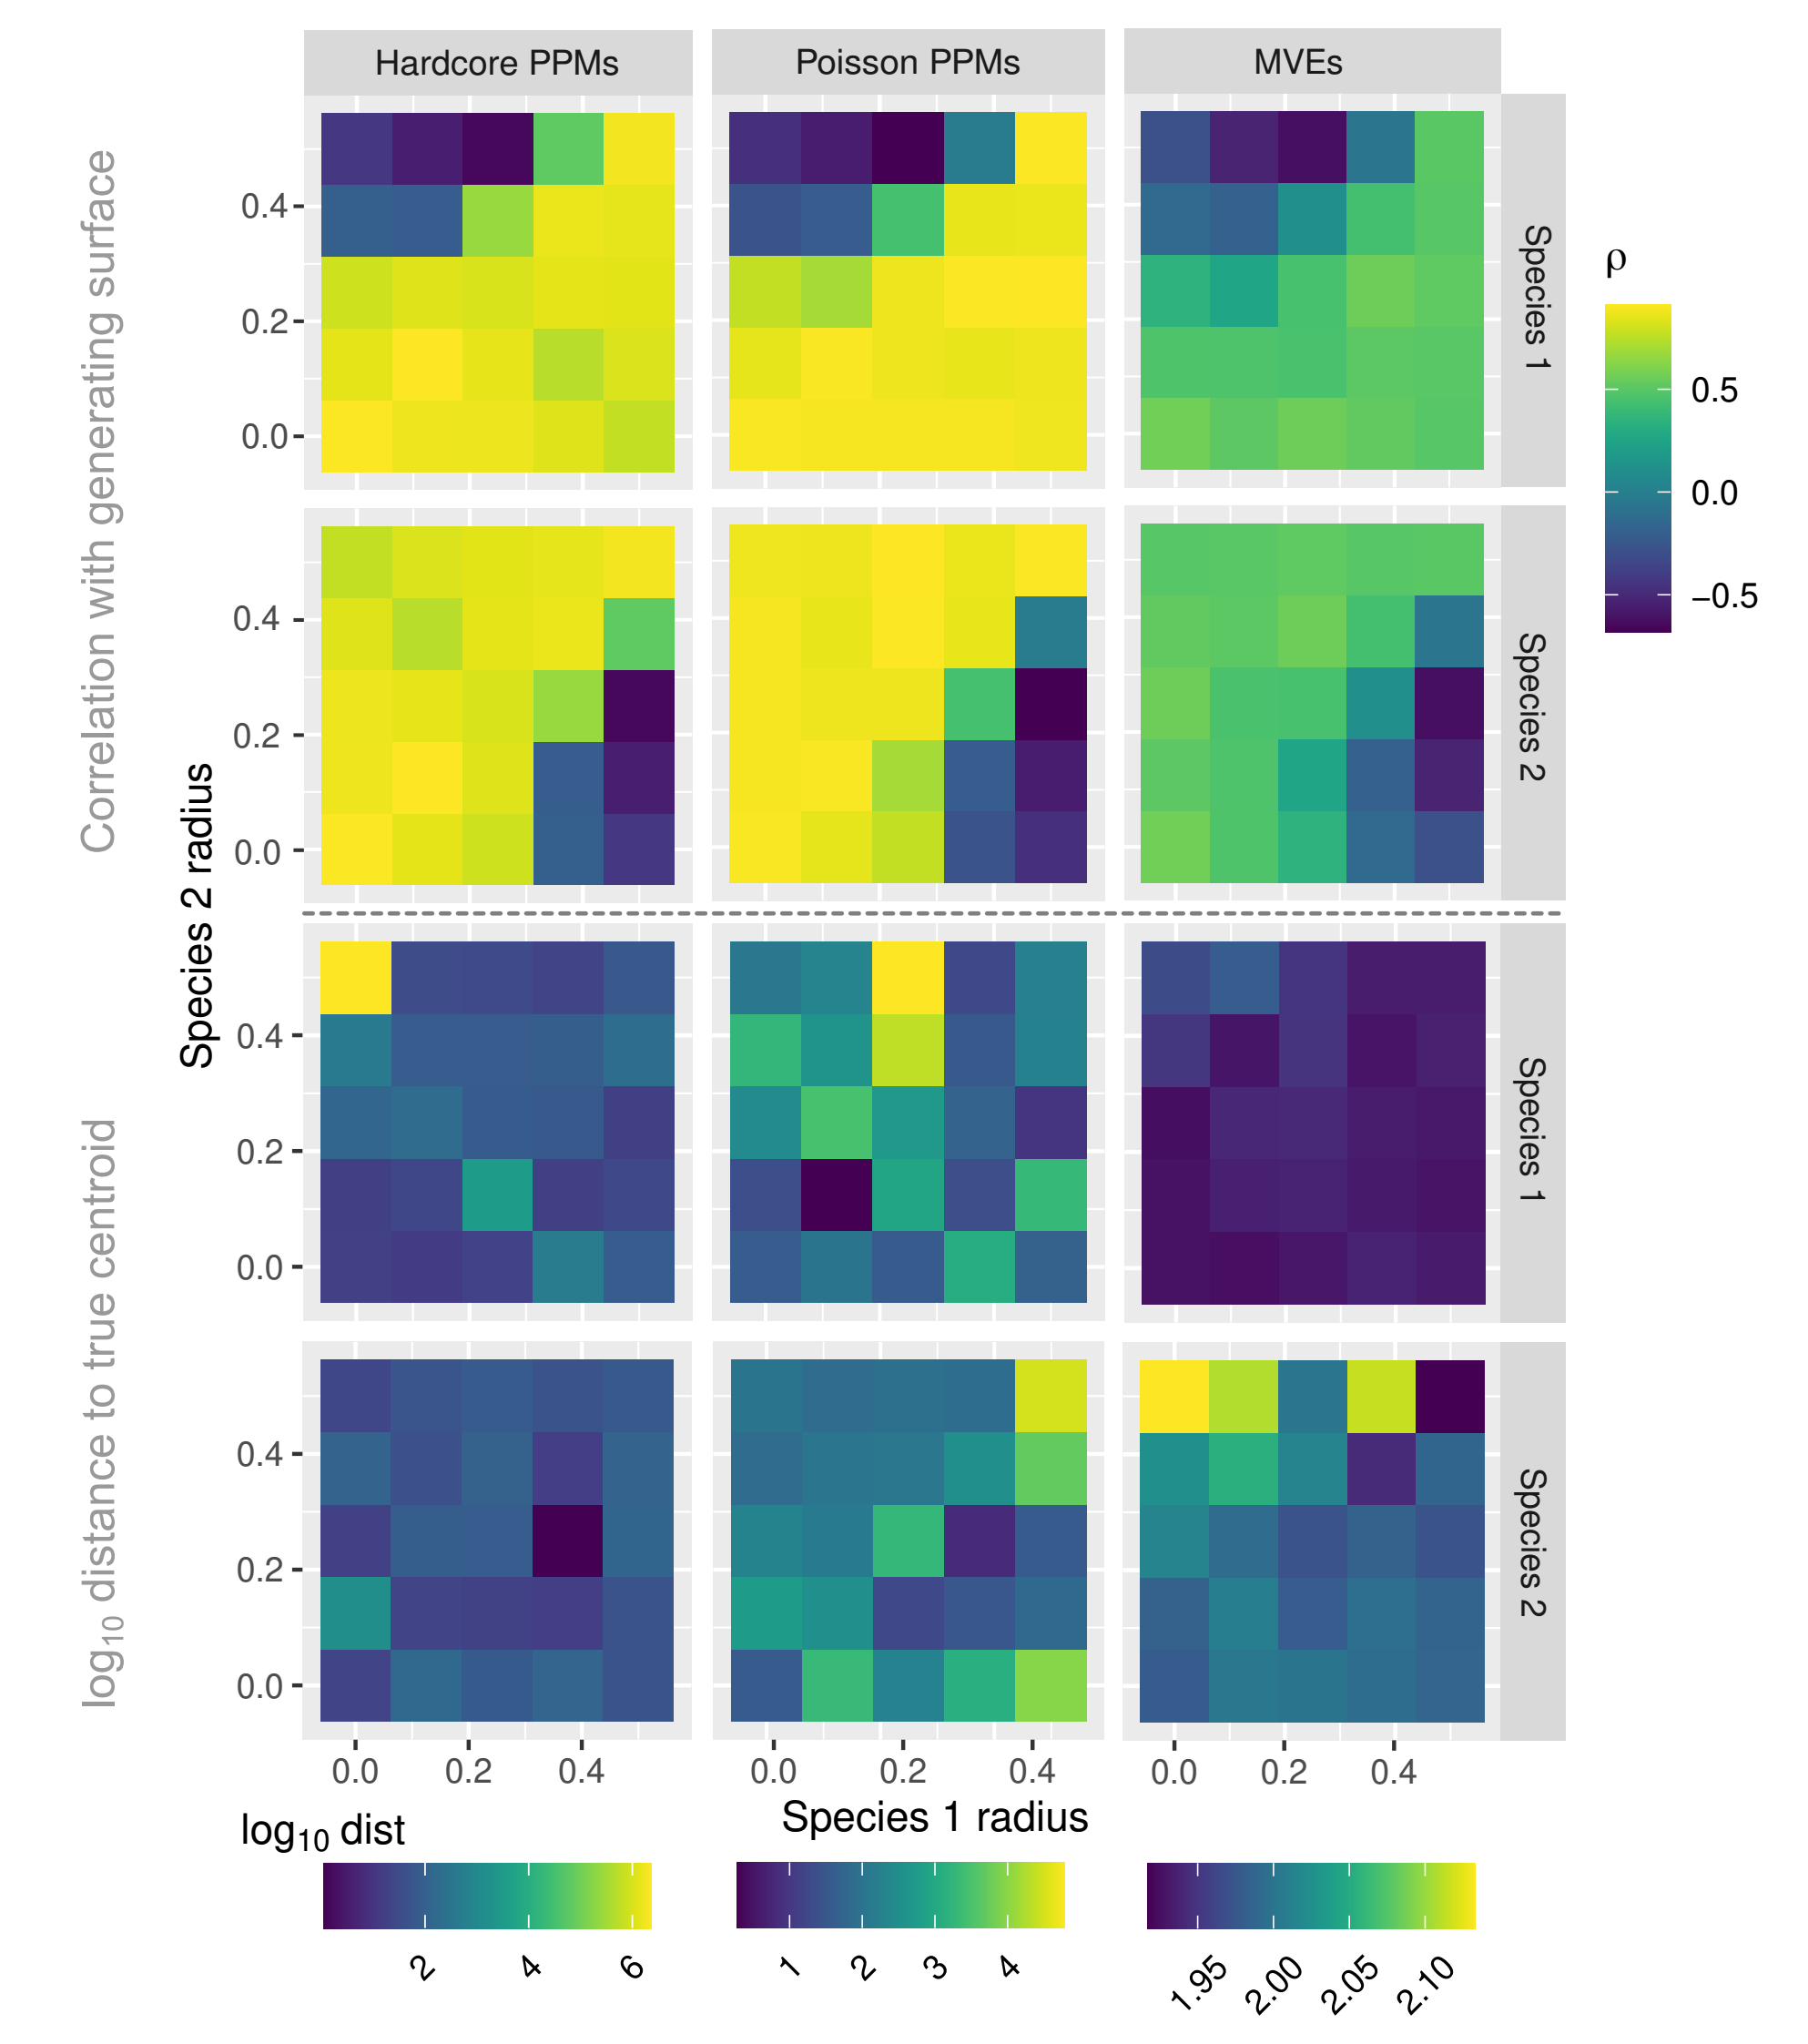 Hardcore PPMs
Poisson PPMs
MVEs
Correlation with generating surface
0.4
0.2
0.0
Species 1
ρ
0.5
0.0
−0.5
0.4
0.2
0.0
Species 2
Species 2 radius
log10 distance to true centroid
0.4
0.2
0.0
Species 1
0.4
0.2
0.0
Species 2
0.0 0.2 0.4
0.0 0.2 0.4
0.0 0.2 0.4
Species 1 radius
log10 dist
2 4 6
1 2 3 4
1.95 2.00 2.05 2.10